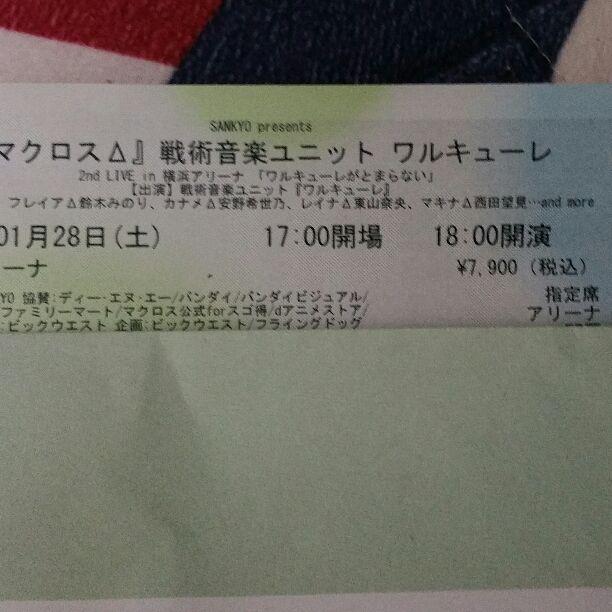 SANKYO presents
マクロスΔ』戦術音楽ユニット ワルキューレ
2nd LIVE in 横浜アリーナ 「ワルキューレがとまらない」
【出演】戦術音楽ユニット『ワルキューレ』
フレイアΔ鈴木みのり、カナメΔ安野希世乃、レイナΔ東山奈央、マキナΔ西田望見…and more
01月28日(土) 17:00開場 18:00開演
ーナ ¥7,900 (税込)
YO 協賛:ディー・エヌ・エー/バンダイ/バンダイビジュアル/ 指定席
ファミリーマート/マクロス公式forスゴ得/dアニメストア/ アリーナ
:ビックウエスト 企画:ビックウエスト/フライングドッグ